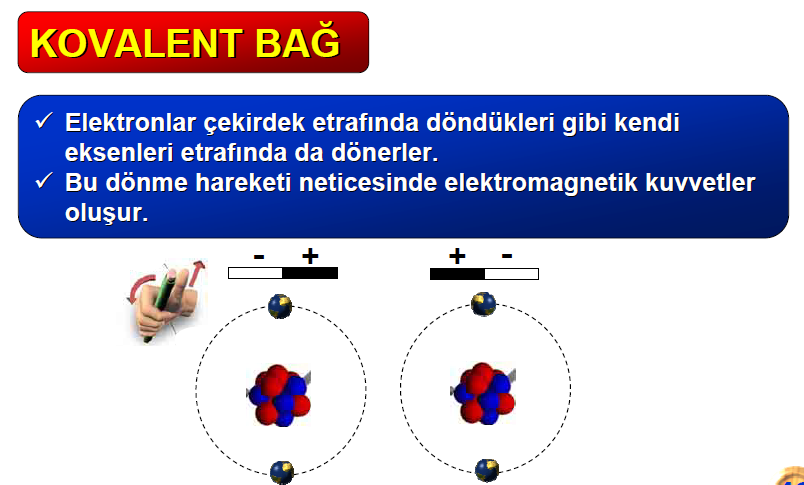 KOVALENT BAĞ
✓ Elektronlar çekirdek etrafında döndükleri gibi kendi
eksenleri etrafında da dönerler.
✓ Bu dönme hareketi neticesinde elektromagnetik kuvvetler
oluşur.
- + + -